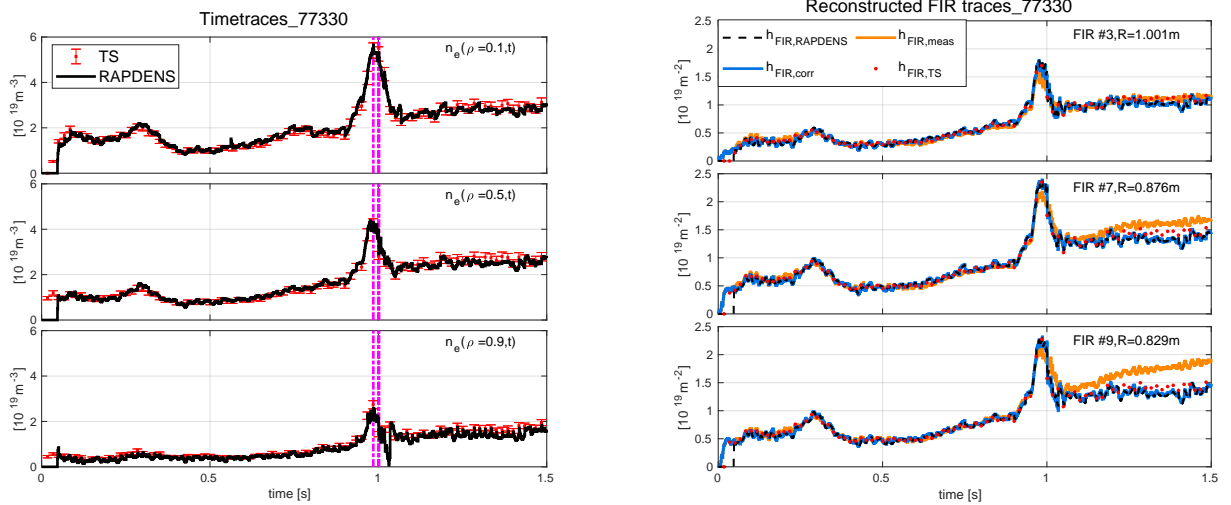 Timetraces_77330
TS
RAPDENS
n_e(ρ=0.1,t)
[10^19 m^-3]
6
4
2
0
n_e(ρ=0.5,t)
[10^19 m^-3]
6
4
2
0
n_e(ρ=0.9,t)
[10^19 m^-3]
6
4
2
0
0 0.5 1 1.5
time [s]
Reconstructed FIR traces_77330
h_FIR,RAPDENS h_FIR,meas
h_FIR,corr h_FIR,TS
FIR #3,R=1.001m
[10^19 m^-2]
2.5
2
1.5
1
0.5
0
FIR #7,R=0.876m
[10^19 m^-2]
2.5
2
1.5
1
0.5
0
FIR #9,R=0.829m
[10^19 m^-2]
2.5
2
1.5
1
0.5
0
0 0.5 1 1.5
time [s]